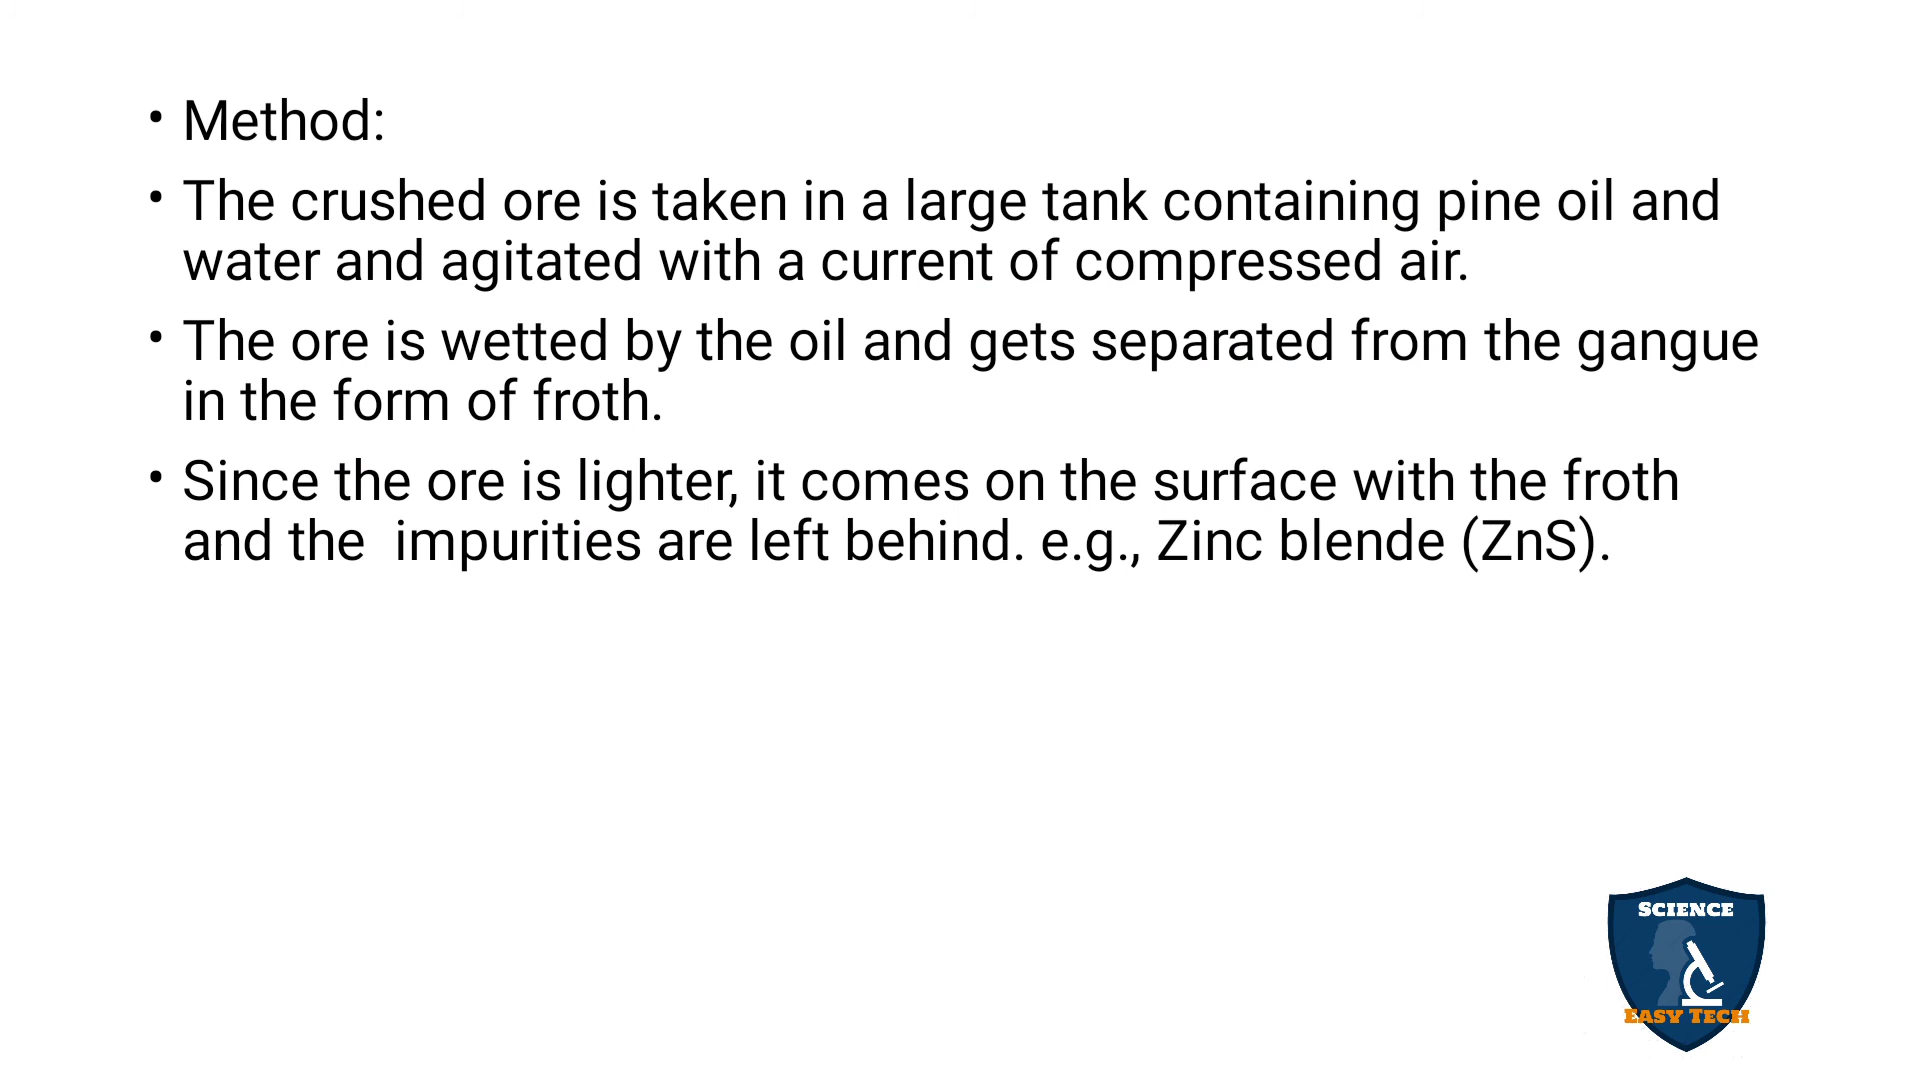 • Method:
• The crushed ore is taken in a large tank containing pine oil and
water and agitated with a current of compressed air.
• The ore is wetted by the oil and gets separated from the gangue
in the form of froth.
• Since the ore is lighter, it comes on the surface with the froth
and the  impurities are left behind. e.g., Zinc blende (ZnS).
SCIENCE
EASY TECH